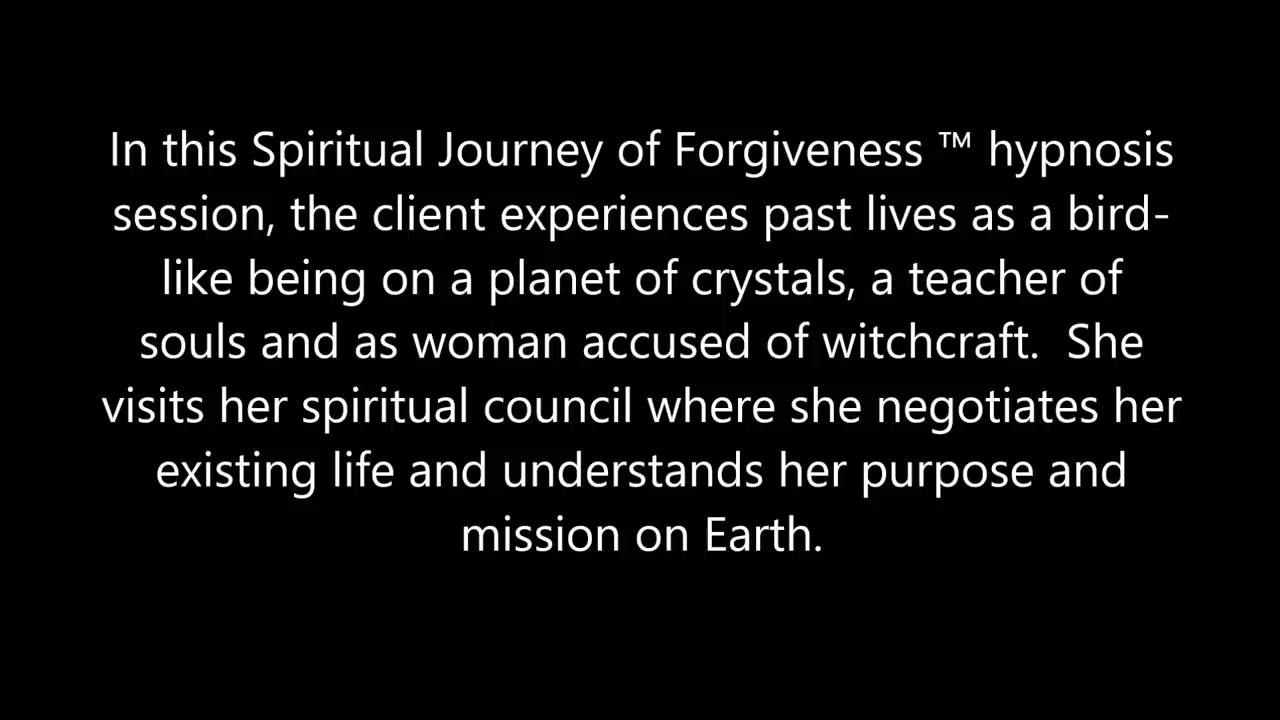 In this Spiritual Journey of Forgiveness ™ hypnosis
session, the client experiences past lives as a bird-
like being on a planet of crystals, a teacher of
souls and as woman accused of witchcraft.  She
visits her spiritual council where she negotiates her
existing life and understands her purpose and
mission on Earth.